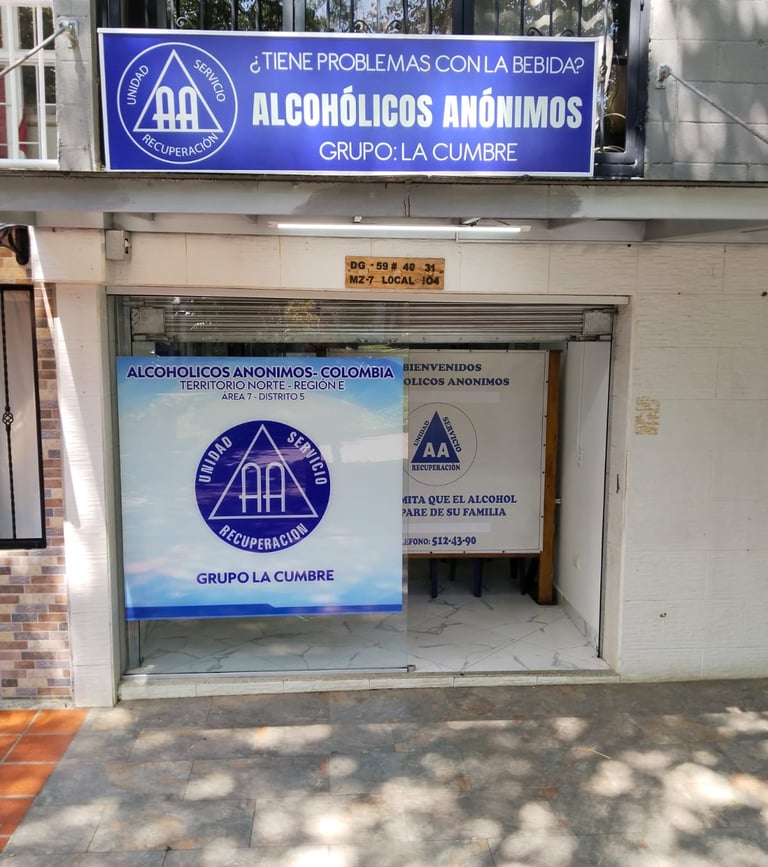 ¿TIENE PROBLEMAS CON LA BEBIDA?
ALCOHÓLICOS ANÓNIMOS
GRUPO: LA CUMBRE
UNIDAD
SERVICIO
AA
RECUPERACIÓN
DG - 59 # 40 31
MZ-7 LOCAL 104
ALCOHOLICOS ANONIMOS- COLOMBIA
TERRITORIO NORTE - REGIÓN E
ÁREA 7 - DISTRITO 5
UNIDAD
SERVICIO
AA
RECUPERACION
GRUPO LA CUMBRE
BIENVENIDOS
OLICOS ANONIMOS
UNIDAD
SERVICIO
AA
RECUPERACIÓN
MITA QUE EL ALCOHOL
PARE DE SU FAMILIA
LEFONO: 512-43-90